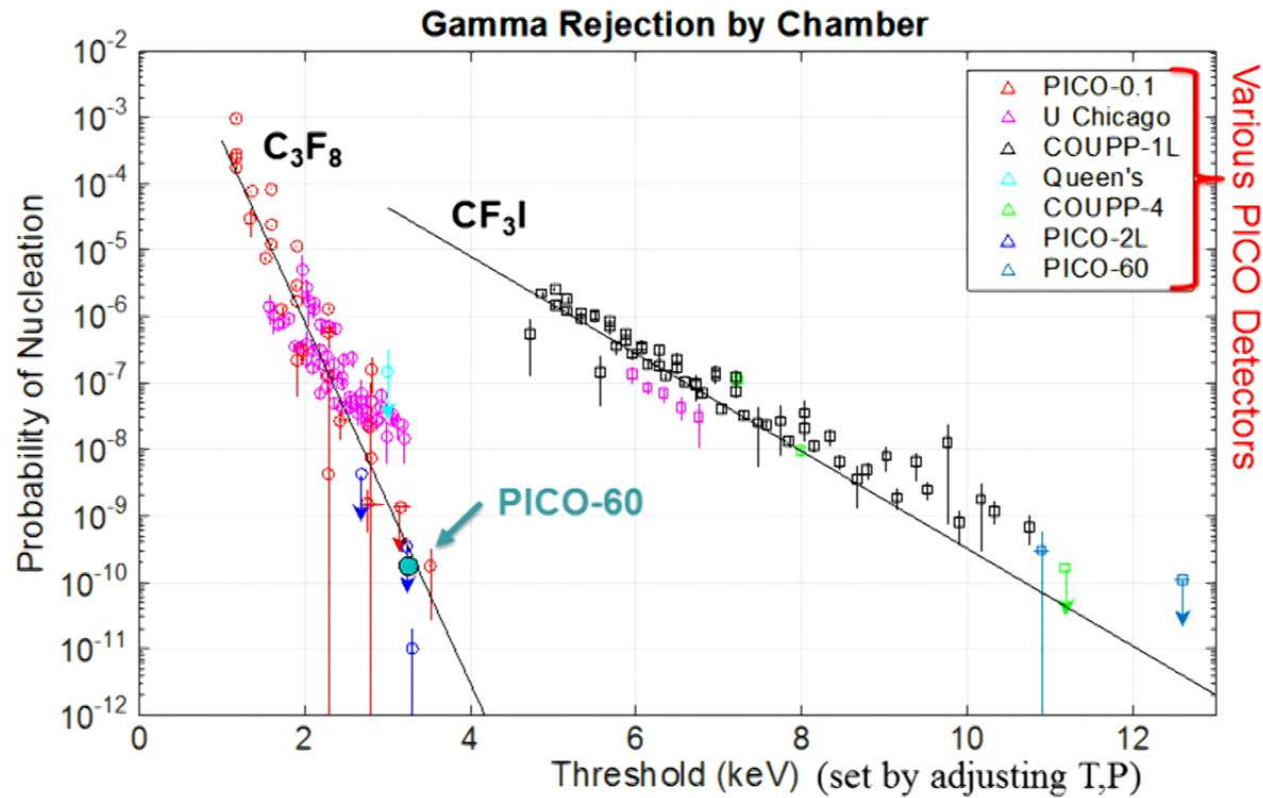 Gamma Rejection by Chamber
Probability of Nucleation
10⁻²
10⁻³
10⁻⁴
10⁻⁵
10⁻⁶
10⁻⁷
10⁻⁸
10⁻⁹
10⁻¹⁰
10⁻¹¹
10⁻¹²
C₃F₈
CF₃I
PICO-60
PICO-0.1
U Chicago
COUPP-1L
Queen's
COUPP-4
PICO-2L
PICO-60
Various PICO Detectors
0 2 4 6 8 10 12
Threshold (keV) (set by adjusting T,P)